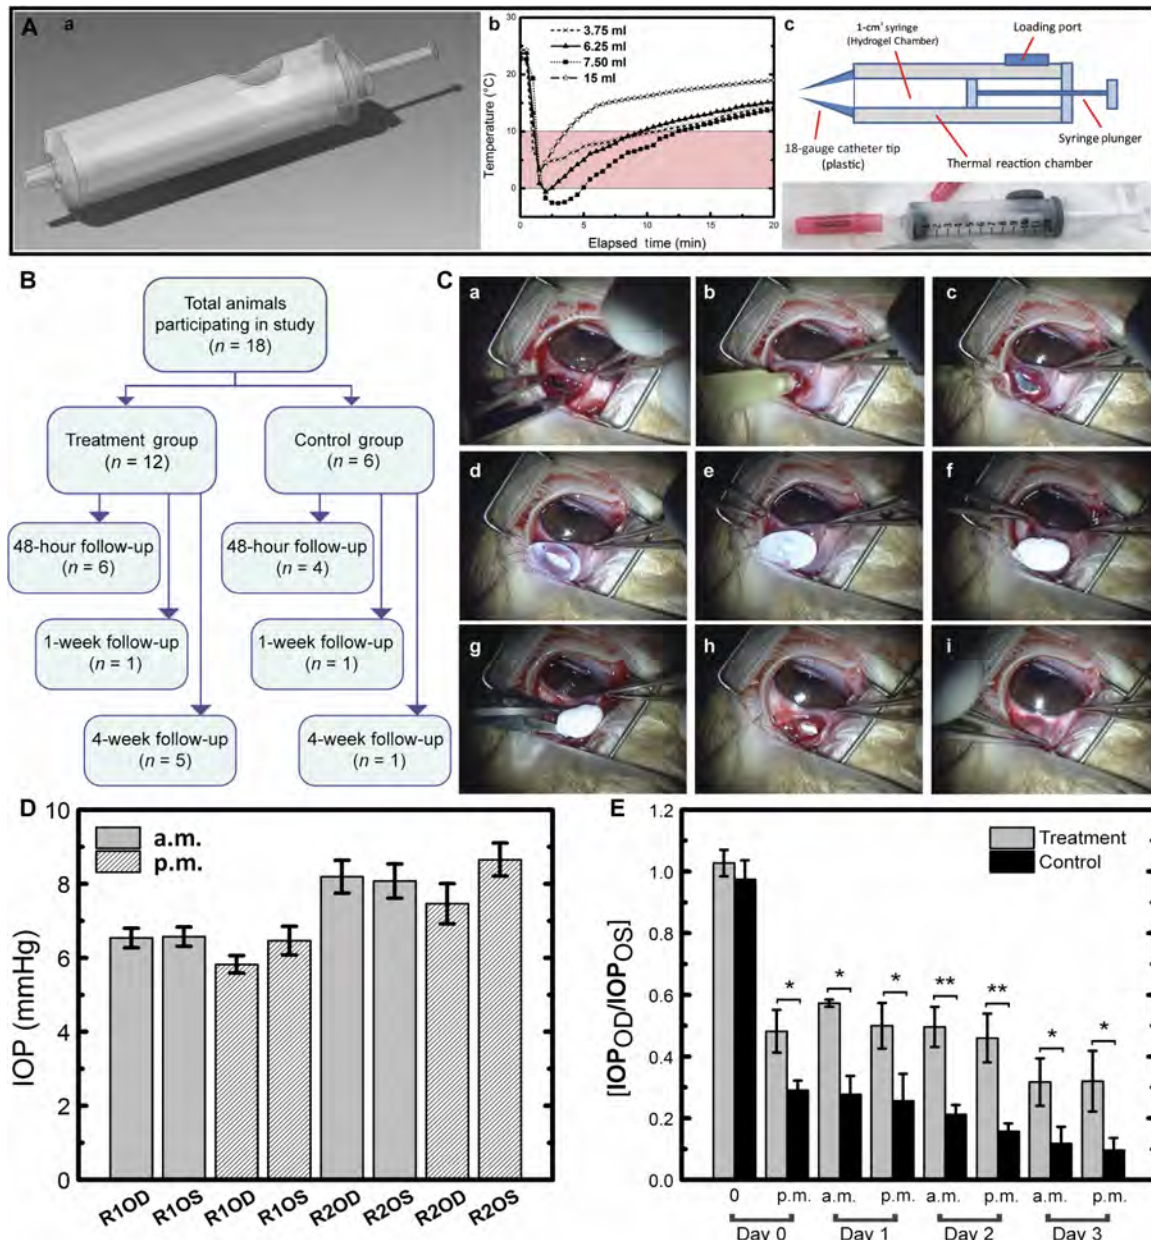 A
a
b
3.75 ml
6.25 ml
7.50 ml
15 ml
Temperature (°C)
30
20
10
0
0
5
10
15
20
Elapsed time (min)
c
1-cm³ syringe
(Hydrogel Chamber)
Loading port
Syringe plunger
18-gauge catheter tip
(plastic)
Thermal reaction chamber
B
Total animals
participating in study
(n = 18)
Treatment group
(n = 12)
Control group
(n = 6)
48-hour follow-up
(n = 6)
48-hour follow-up
(n = 4)
1-week follow-up
(n = 1)
1-week follow-up
(n = 1)
4-week follow-up
(n = 5)
4-week follow-up
(n = 1)
C
a
b
c
d
e
f
g
h
i
D
a.m.
p.m.
IOP (mmHg)
10
8
6
4
2
0
R1OD
R1OS
R1OD
R1OS
R2OD
R2OS
R2OD
R2OS
E
Treatment
Control
[IOPOD/IOPOS]
1.2
1.0
0.8
0.6
0.4
0.2
0.0
*
*
*
**
**
*
*
0
p.m.
a.m.
p.m.
a.m.
p.m.
a.m.
p.m.
Day 0
Day 1
Day 2
Day 3